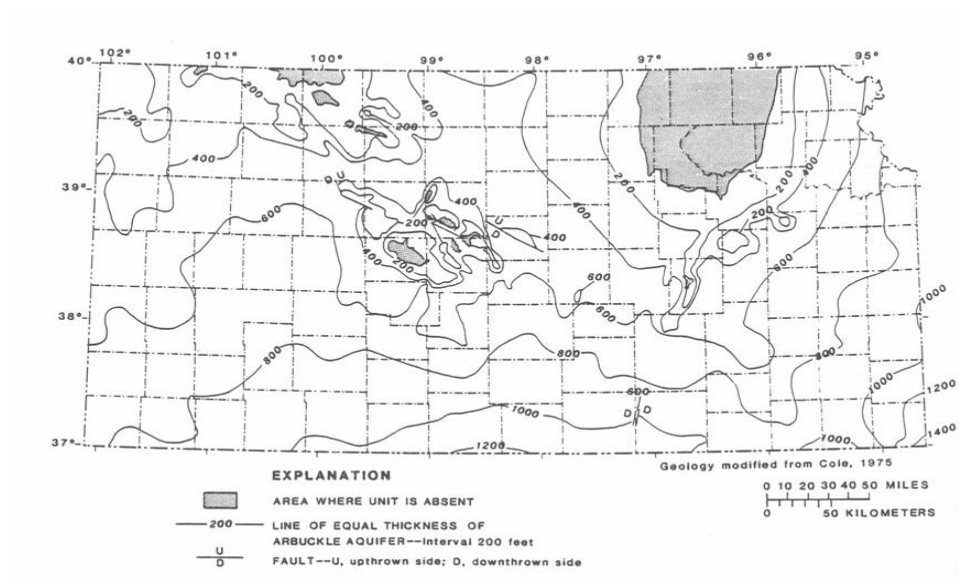 102° 101° 100° 99° 98° 97° 96° 95°
40°
200 400 400 200
200 200
400
39°
D U
200 400 200
600 400 400 200 U
200 D 400
400 200 600
600
38° 600 1000
600
800 800 800
600 1000 1200
1000 D D
37° 1200 1000 1400
Geology modified from Cole, 1975
EXPLANATION
0 10 20 30 40 50 MILES
AREA WHERE UNIT IS ABSENT
0 50 KILOMETERS
200 LINE OF EQUAL THICKNESS OF
ARBUCKLE AQUIFER--Interval 200 feet
U
D FAULT--U, upthrown side; D, downthrown side